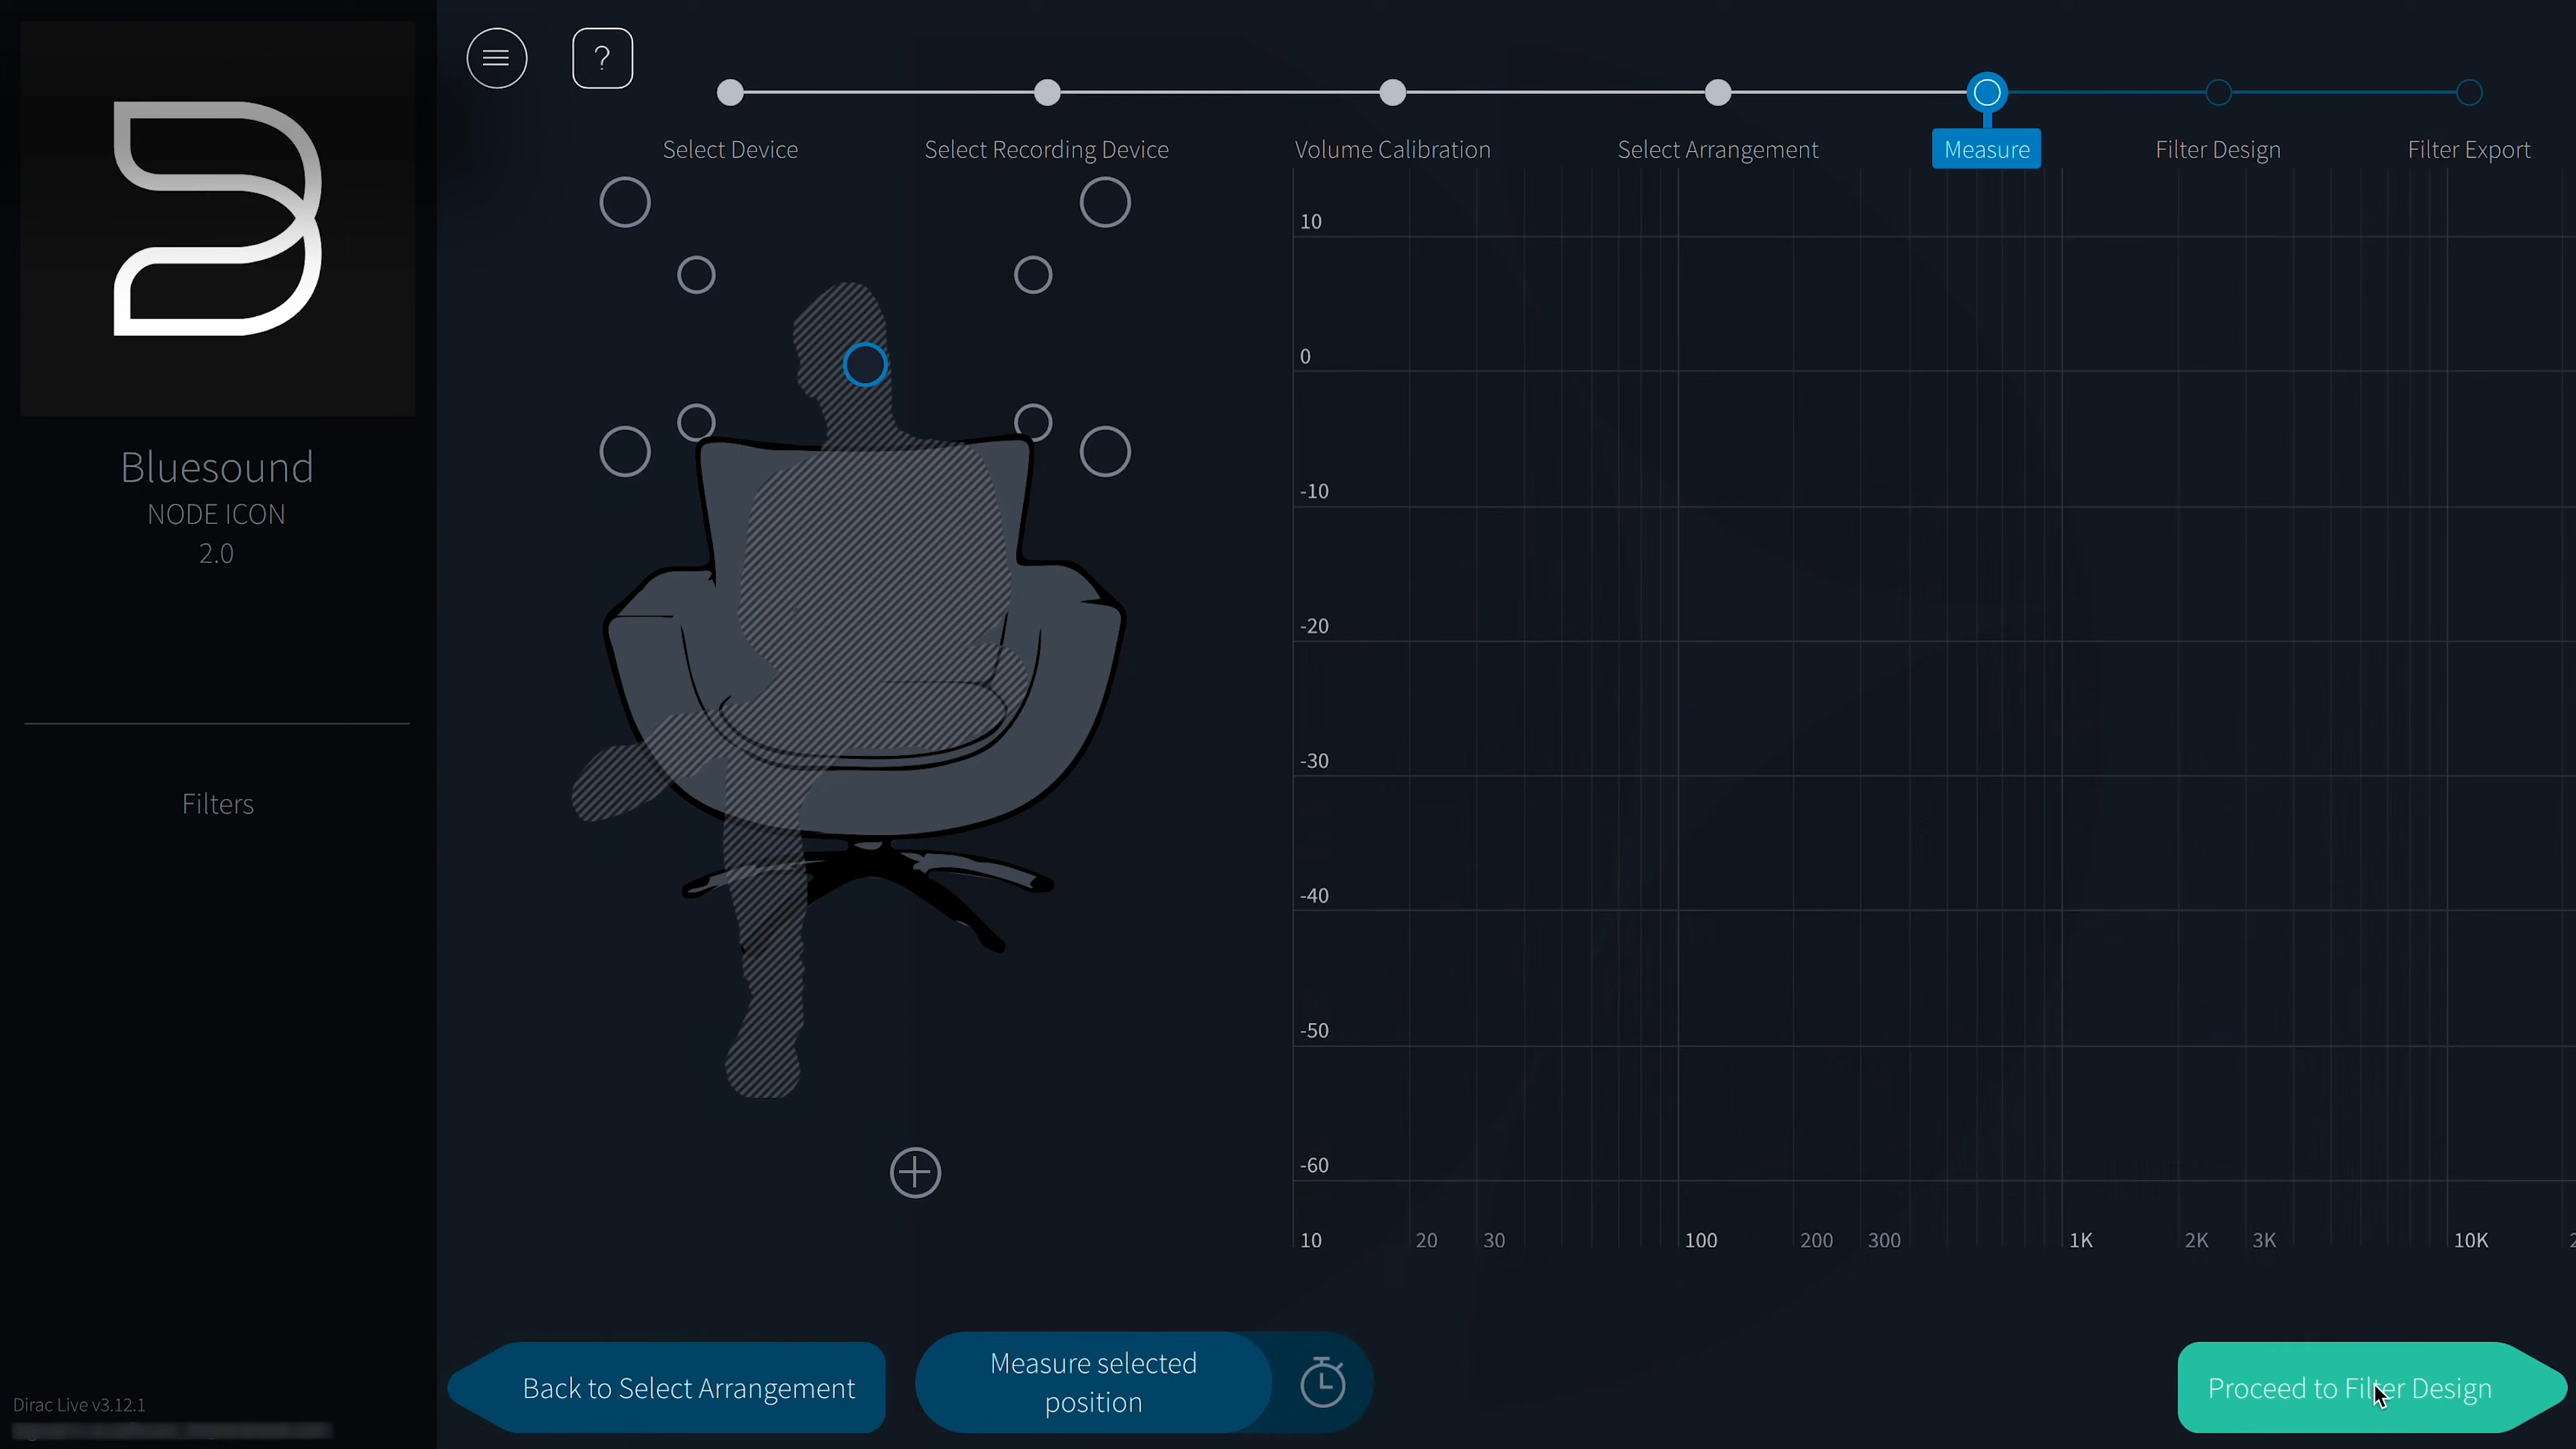 ?
Select Device
Select Recording Device
Volume Calibration
Select Arrangement
Measure
Filter Design
Filter Export
Bluesound
NODE ICON
2.0
Filters
Dirac Live v3.12.1
10
0
-10
-20
-30
-40
-50
-60
10 20 30 100 200 300 1K 2K 3K 10K
Back to Select Arrangement
Measure selected
position
Proceed to Filter Design